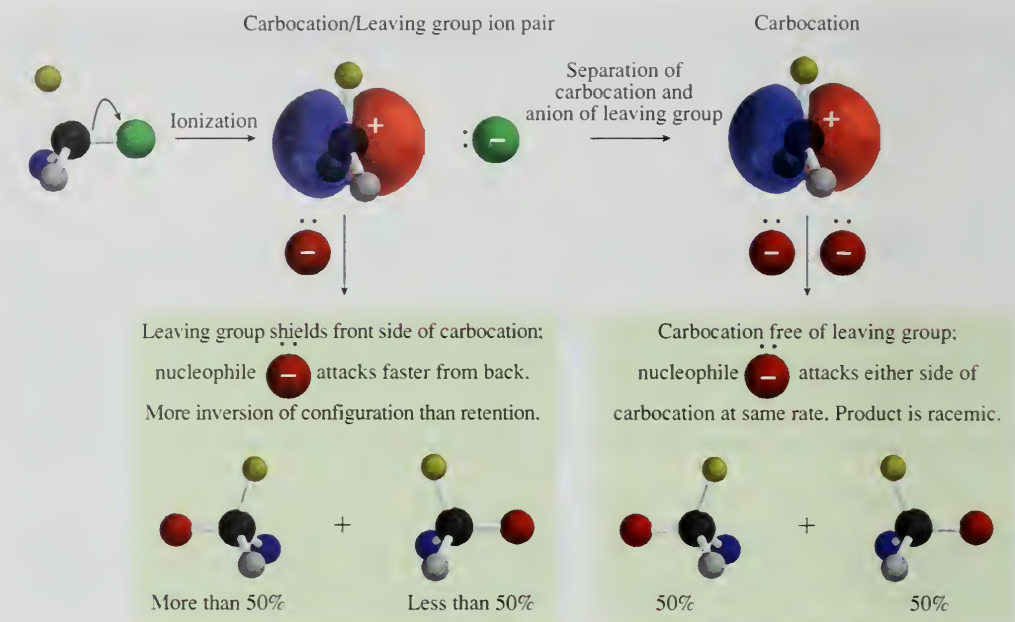 Carbocation/Leaving group ion pair
Carbocation
Ionization
Separation of
carbocation and
anion of leaving group
+
:
−
+
−
− −
Leaving group shields front side of carbocation;
nucleophile − attacks faster from back.
More inversion of configuration than retention.
Carbocation free of leaving group;
nucleophile − attacks either side of
carbocation at same rate. Product is racemic.
+
+
More than 50%
Less than 50%
50%
50%